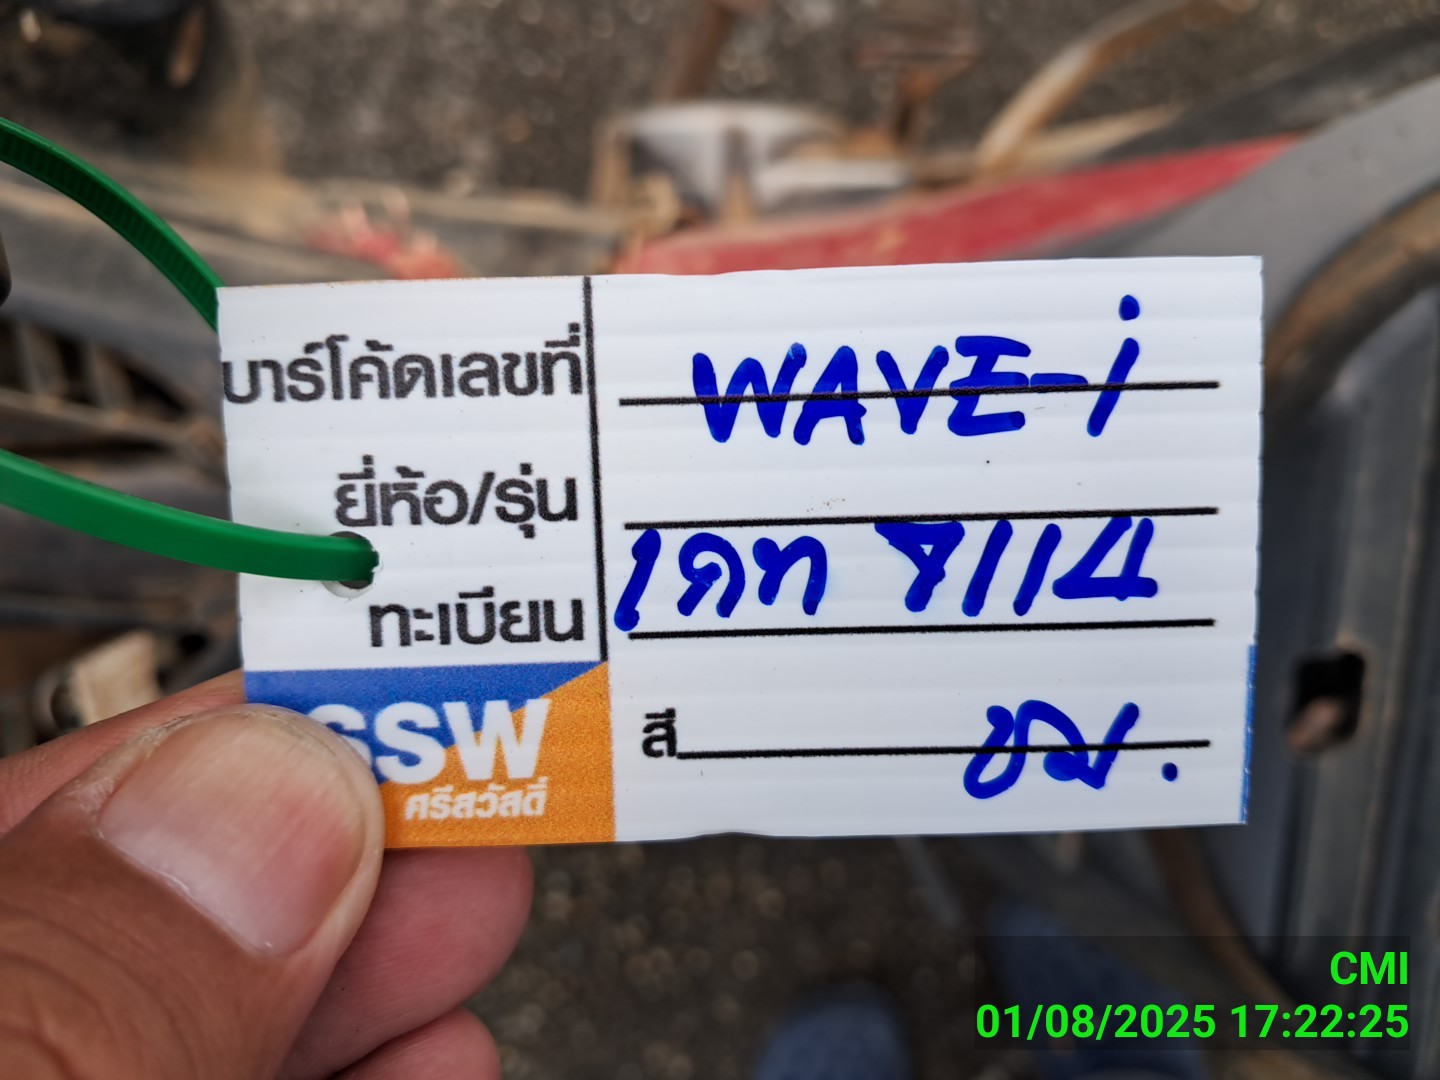 บาร์โค้ดเลขที่ WAVE-i
ยี่ห้อ/รุ่น
ทะเบียน 1คท 8114
SSW
ศรีสวัสดิ์
สี ชม.
CMI
01/08/2025 17:22:25